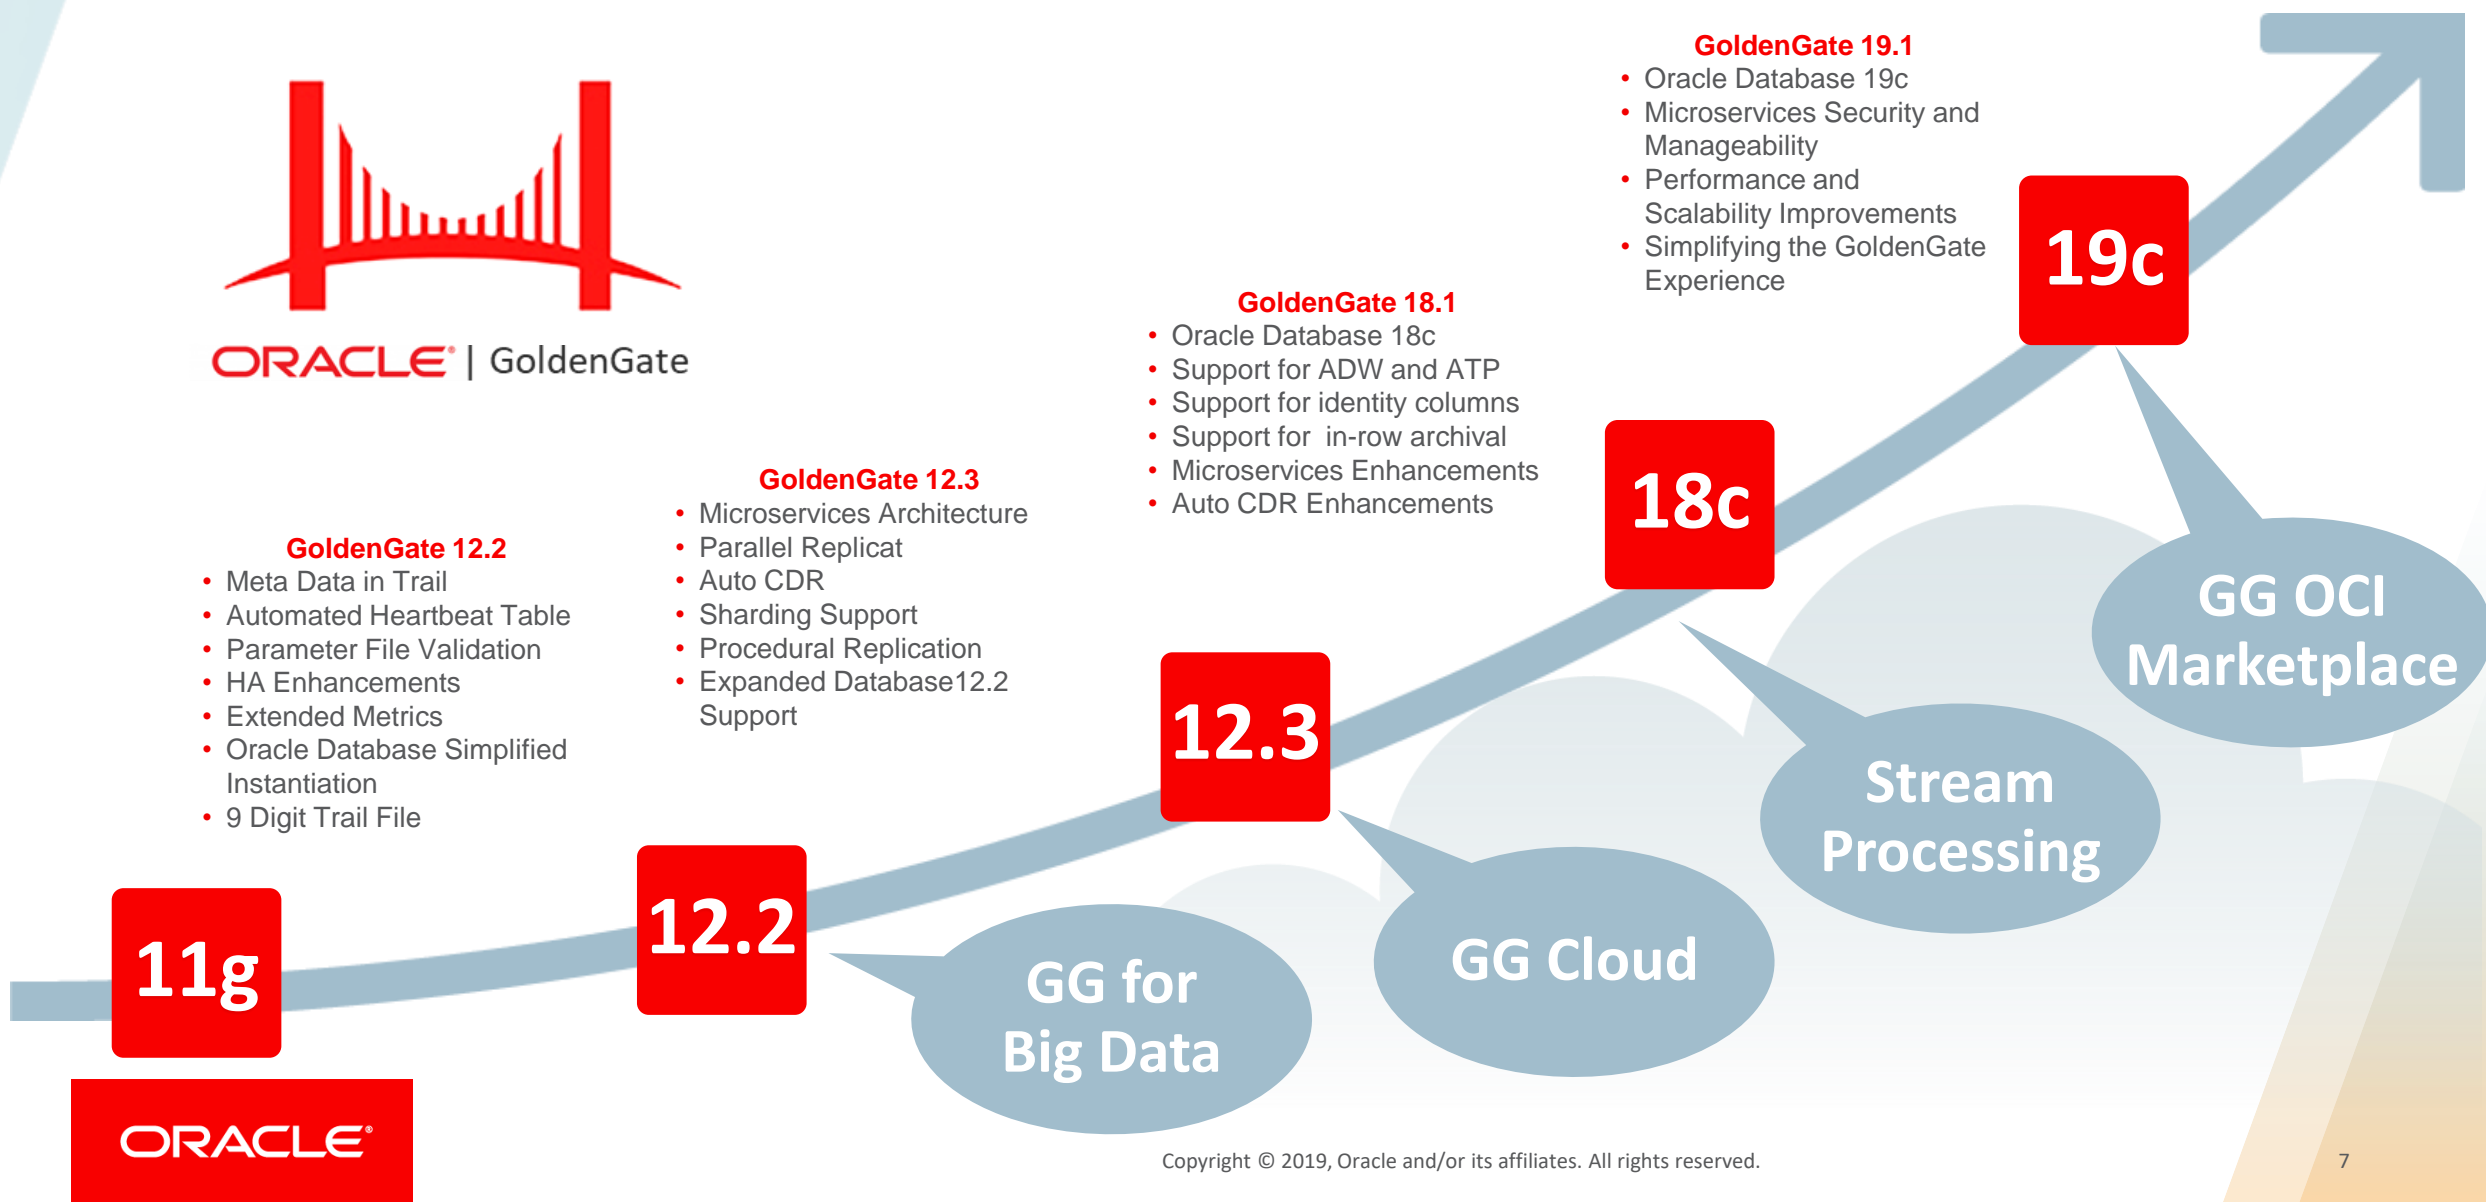 ORACLE® | GoldenGate
GoldenGate 12.2
• Meta Data in Trail
• Automated Heartbeat Table
• Parameter File Validation
• HA Enhancements
• Extended Metrics
• Oracle Database Simplified
Instantiation
• 9 Digit Trail File
GoldenGate 12.3
• Microservices Architecture
• Parallel Replicat
• Auto CDR
• Sharding Support
• Procedural Replication
• Expanded Database12.2
Support
GoldenGate 18.1
• Oracle Database 18c
• Support for ADW and ATP
• Support for identity columns
• Support for  in-row archival
• Microservices Enhancements
• Auto CDR Enhancements
GoldenGate 19.1
• Oracle Database 19c
• Microservices Security and
Manageability
• Performance and
Scalability Improvements
• Simplifying the GoldenGate
Experience
11g
12.2
12.3
18c
19c
GG for
Big Data
GG Cloud
Stream
Processing
GG OCI
Marketplace
ORACLE®
Copyright © 2019, Oracle and/or its affiliates. All rights reserved.
7